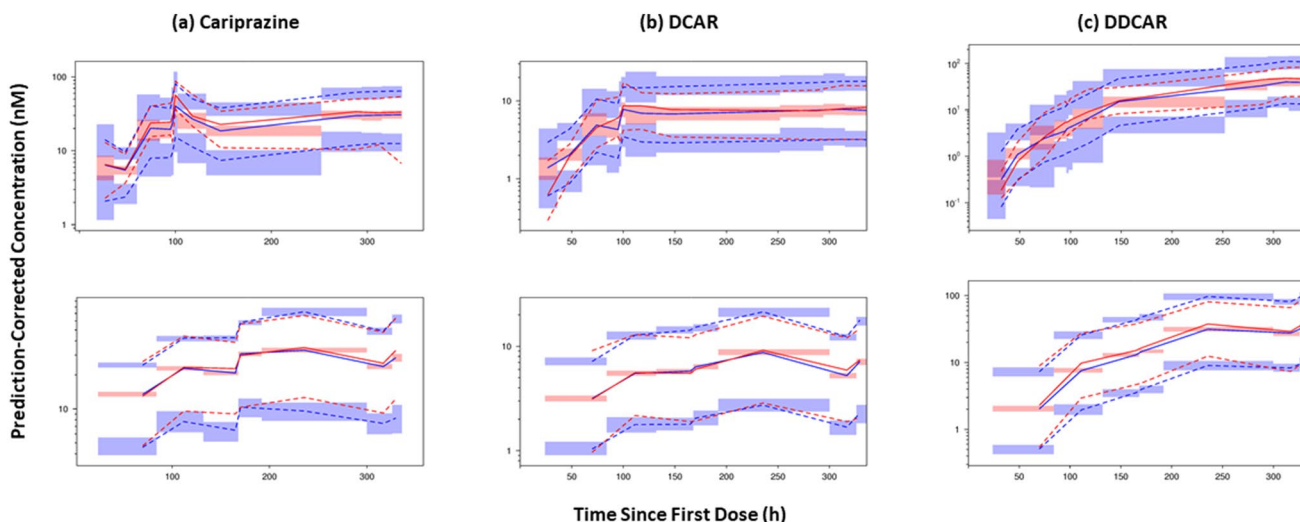 (a) Cariprazine
(b) DCAR
(c) DDCAR
Prediction-Corrected Concentration (nM)
100
10
1
0 100 200 300
10
1
50 100 150 200 250 300
10²
10¹
10⁰
10⁻¹
50 100 150 200 250 300
10
100 200 300
10
1
50 100 150 200 250 300
100
10
1
50 100 150 200 250 300
Time Since First Dose (h)